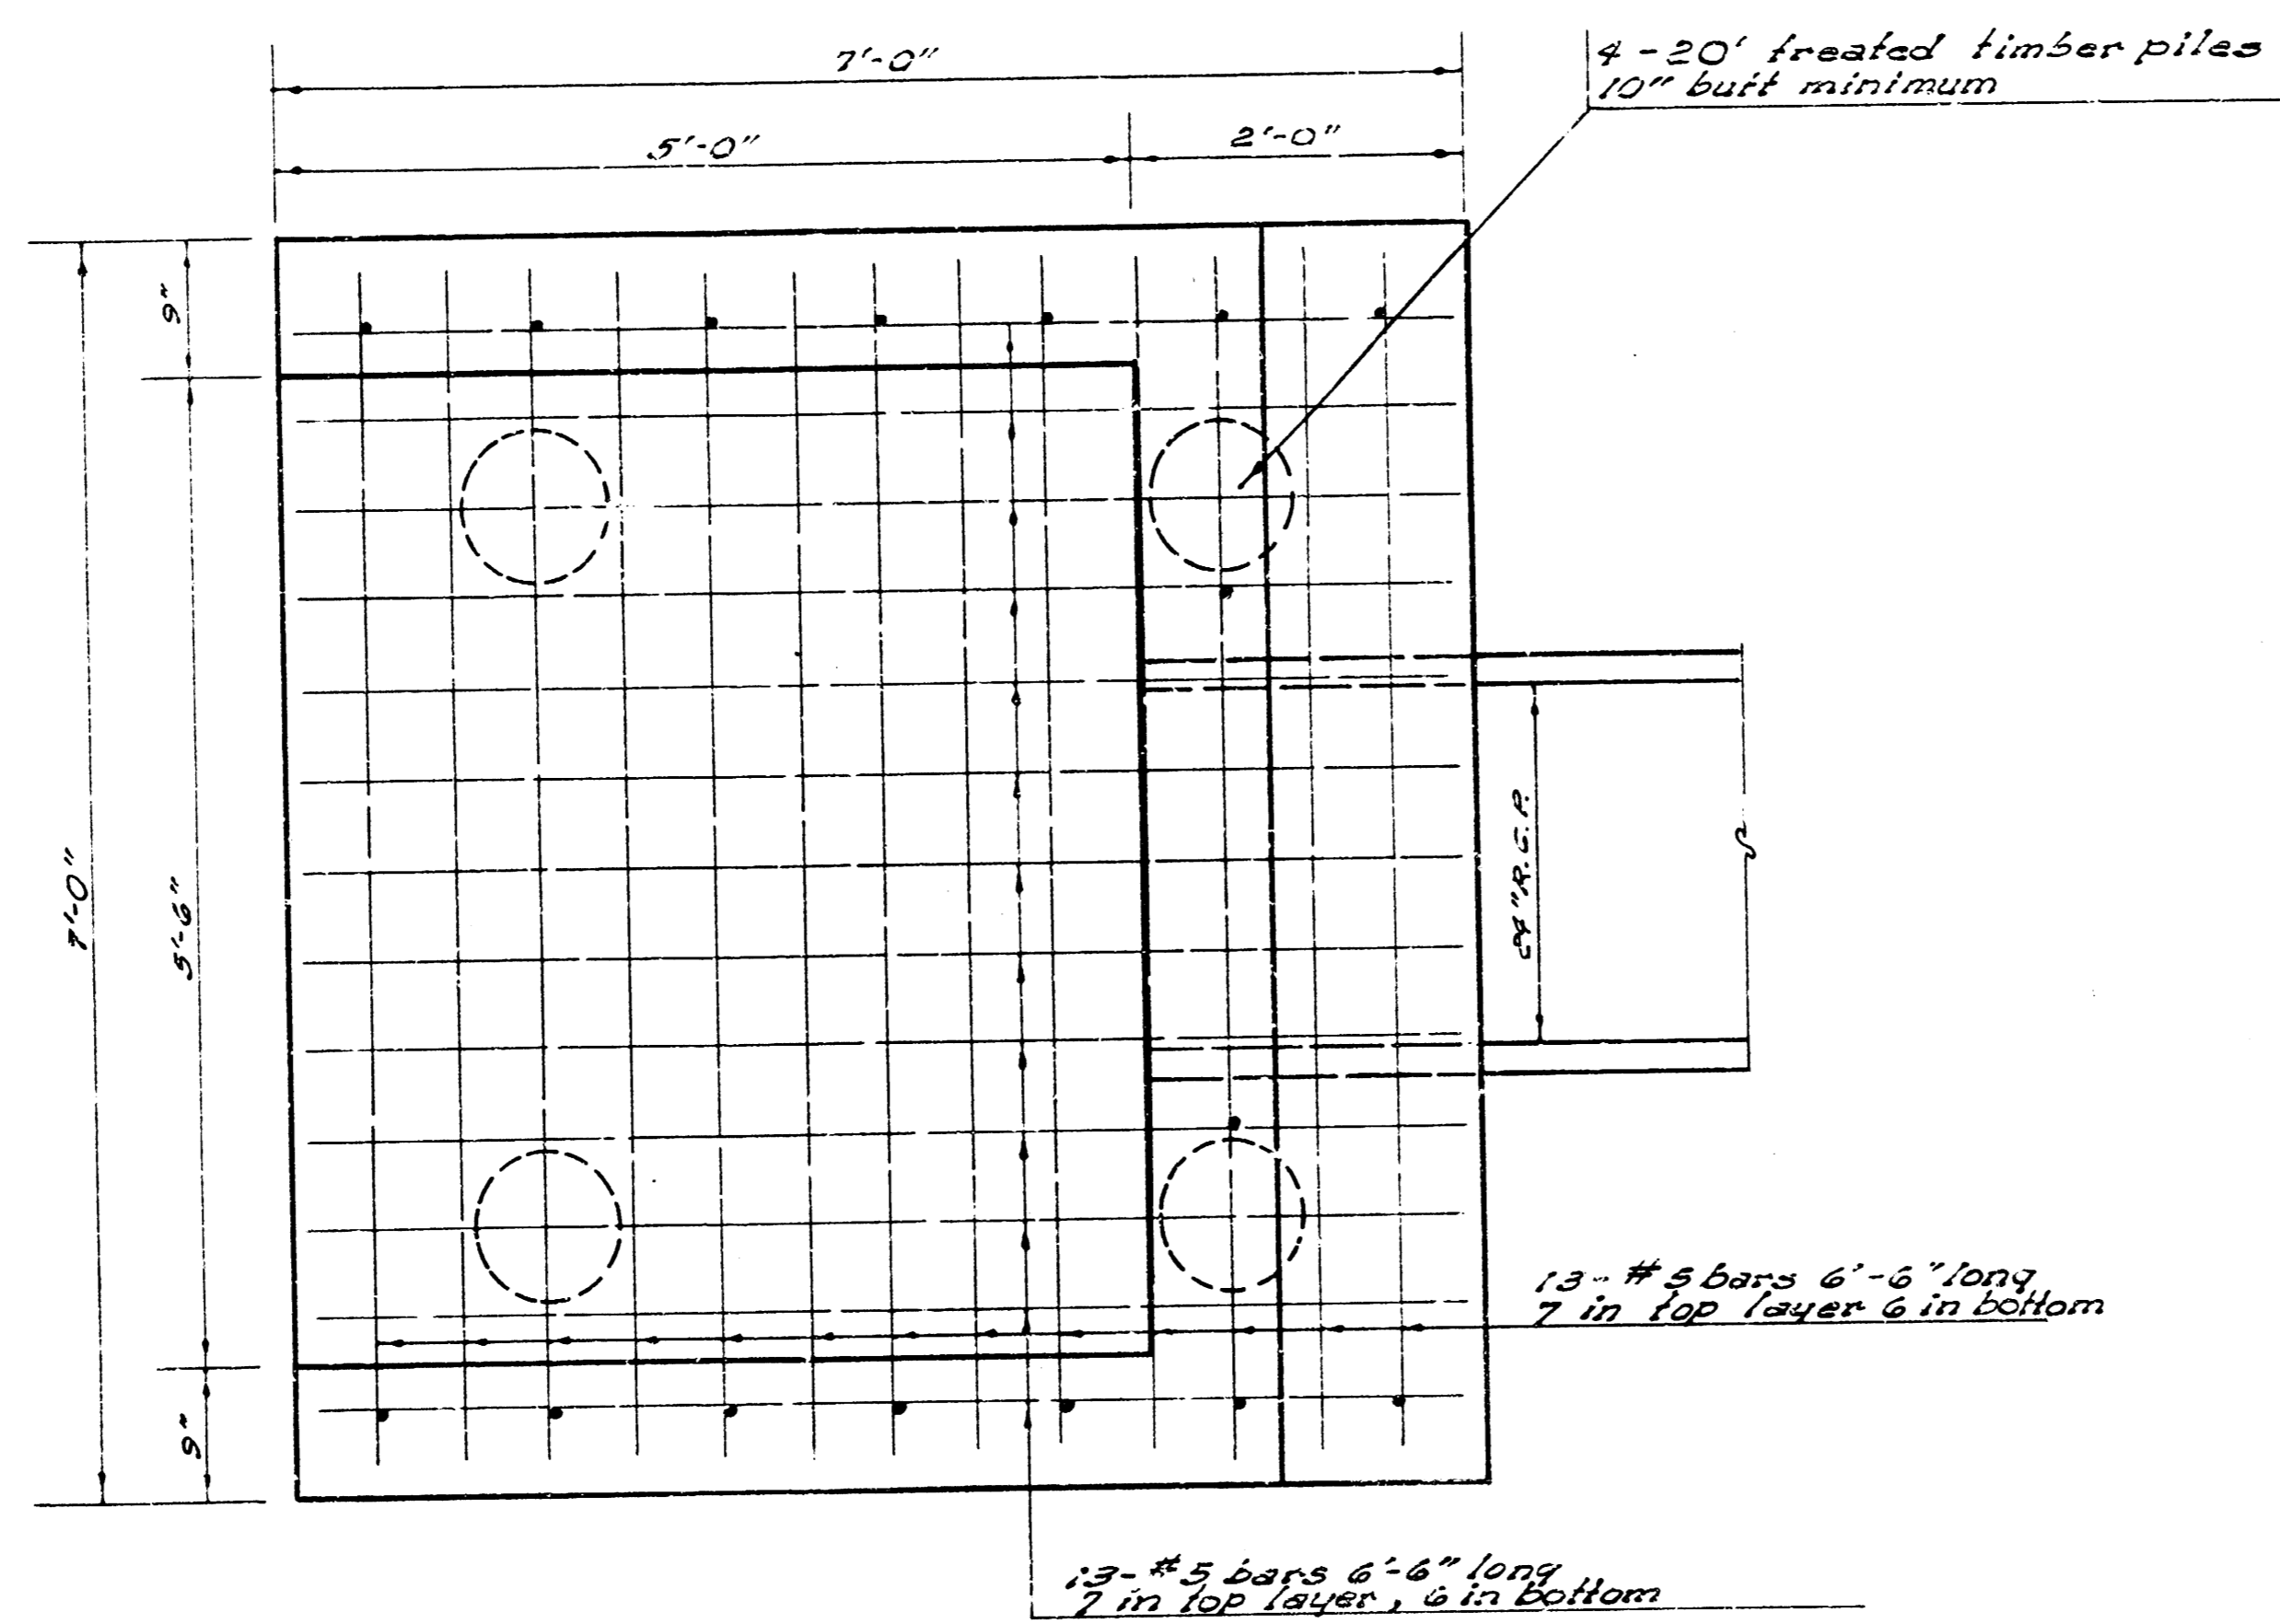 7'-0"
4 - 20' treated timber piles
10" butt minimum
5'-0"
2'-0"
9"
7'-0"
5'-6"
24" R.C.P.
9"
13- #5 bars 6'-6" long
7 in top layer 6 in bottom
13- #5 bars 6'-6" long
7 in top layer, 6 in bottom